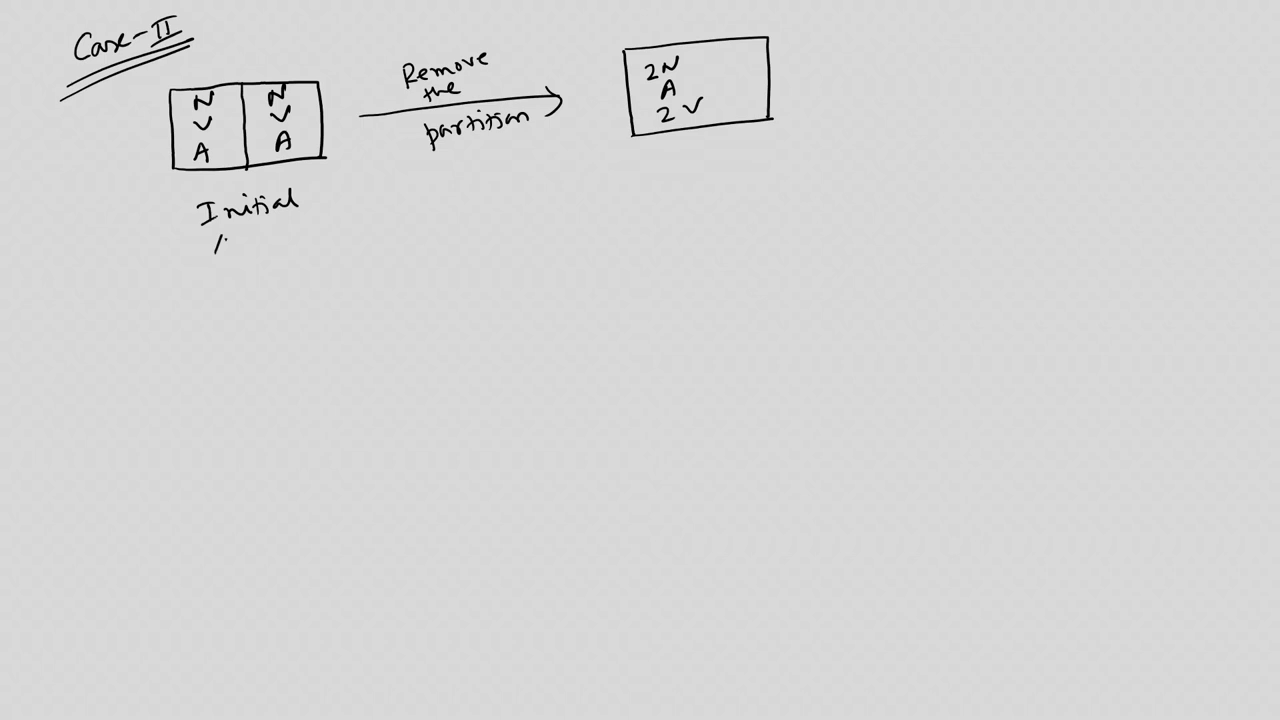 Case-II
N N
V V
A A
Initial
Remove
the
partition
2N
A
2V